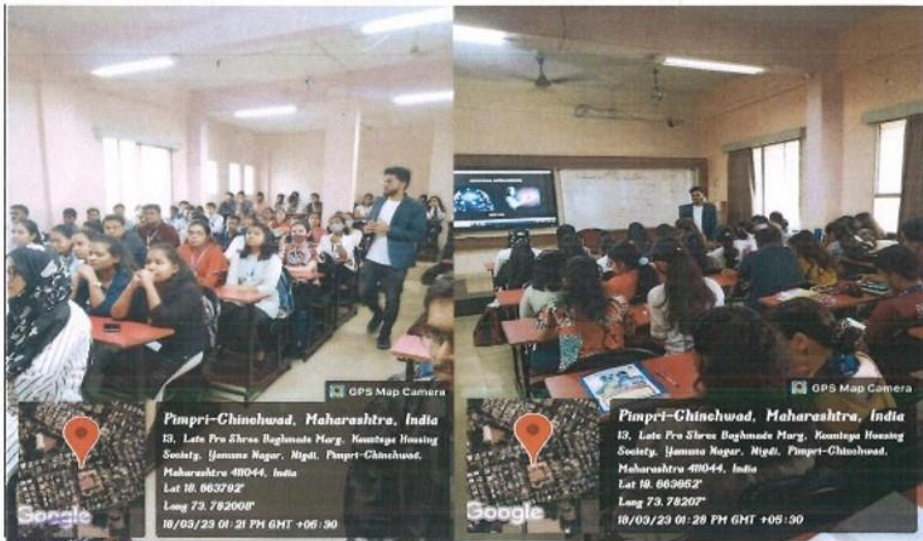 GPS Map Camera
Pimpri-Chinchwad, Maharashtra, India
13, Late Pro Shree Baghmode Marg, Kounteya Housing
Society, Yamuna Nagar, Nigdi, Pimpri-Chinchwad,
Maharashtra 411044, India
Lat 18.663792°
Long 73.782008°
18/03/23 01:21 PM GMT +05:30
Google
GPS Map Camera
Pimpri-Chinchwad, Maharashtra, India
13, Late Pro Shree Baghmode Marg, Kounteya Housing
Society, Yamuna Nagar, Nigdi, Pimpri-Chinchwad,
Maharashtra 411044, India
Lat 18.663652°
Long 73.78207°
18/03/23 01:28 PM GMT +05:30
Google